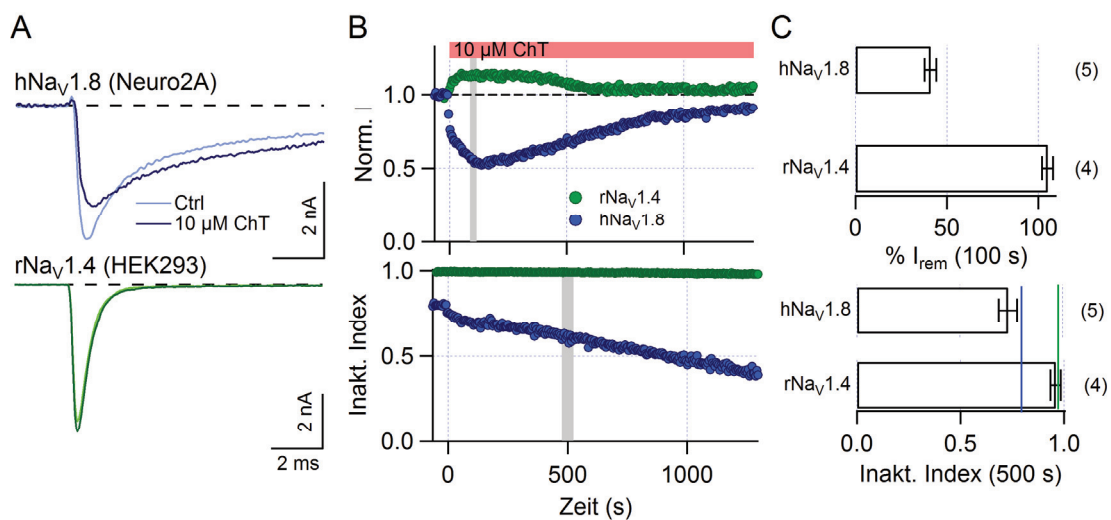 A
hNaV1.8 (Neuro2A)
Ctrl
10 µM ChT
2 nA
rNaV1.4 (HEK293)
2 nA
2 ms
B
10 µM ChT
Norm. I
1.0
0.5
0.0
rNaV1.4
hNaV1.8
Inakt. Index
1.0
0.5
0.0
0
500
1000
Zeit (s)
C
hNaV1.8
(5)
rNaV1.4
(4)
0
50
100
% Irem (100 s)
hNaV1.8
(5)
rNaV1.4
(4)
0.0
0.5
1.0
Inakt. Index (500 s)